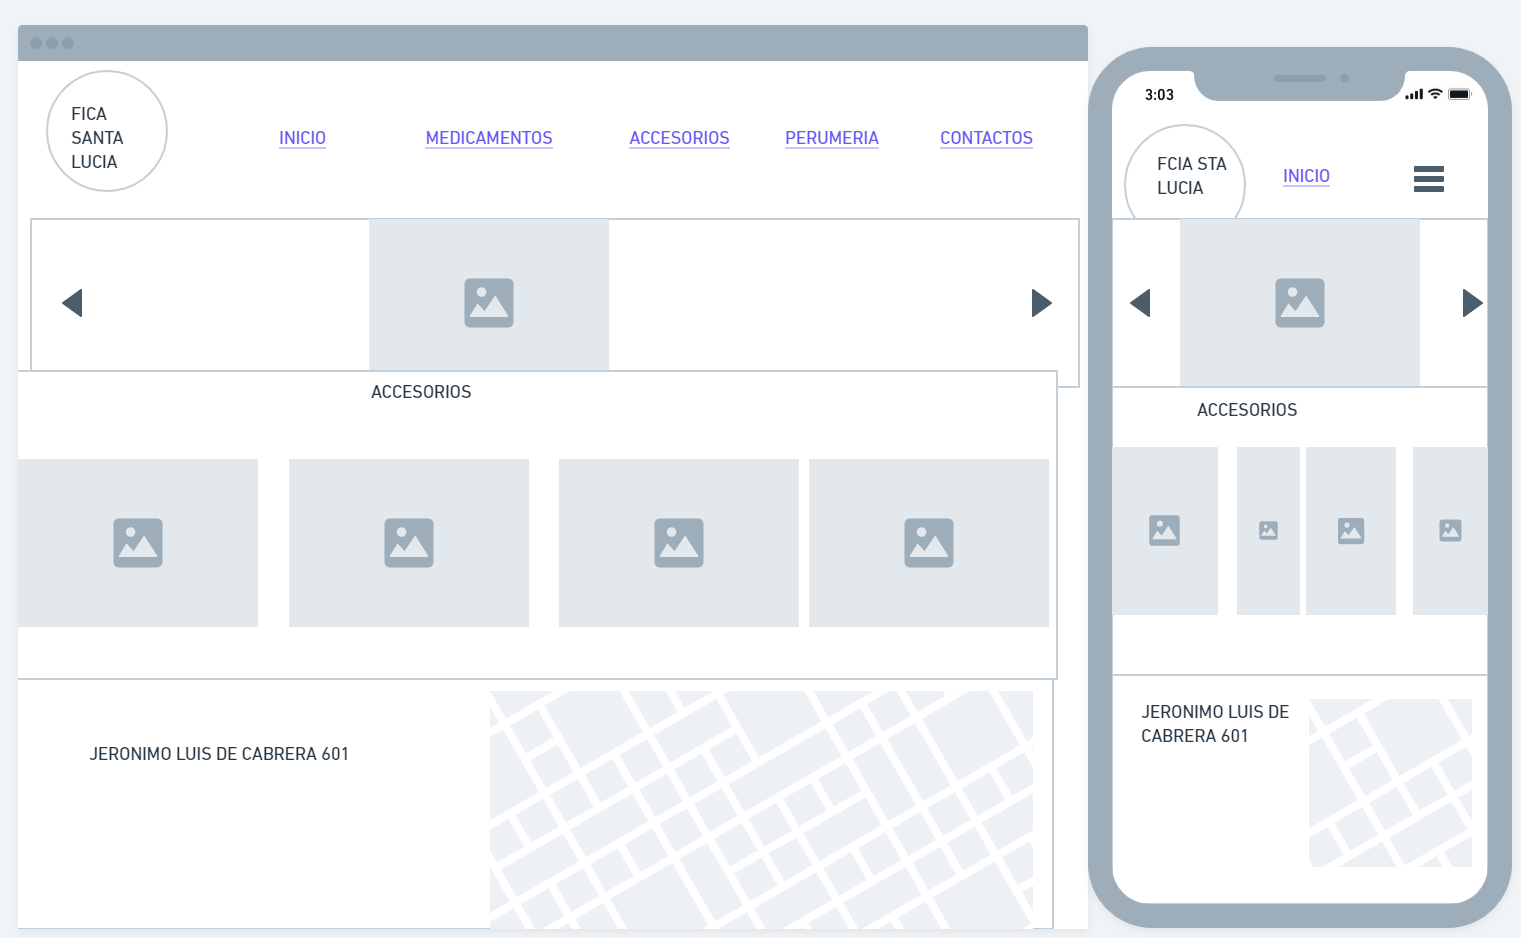 FICA
SANTA
LUCIA
INICIO
MEDICAMENTOS
ACCESORIOS
PERUMERIA
CONTACTOS
ACCESORIOS
JERONIMO LUIS DE CABRERA 601
3:03
FCIA STA
LUCIA
INICIO
ACCESORIOS
JERONIMO LUIS DE
CABRERA 601